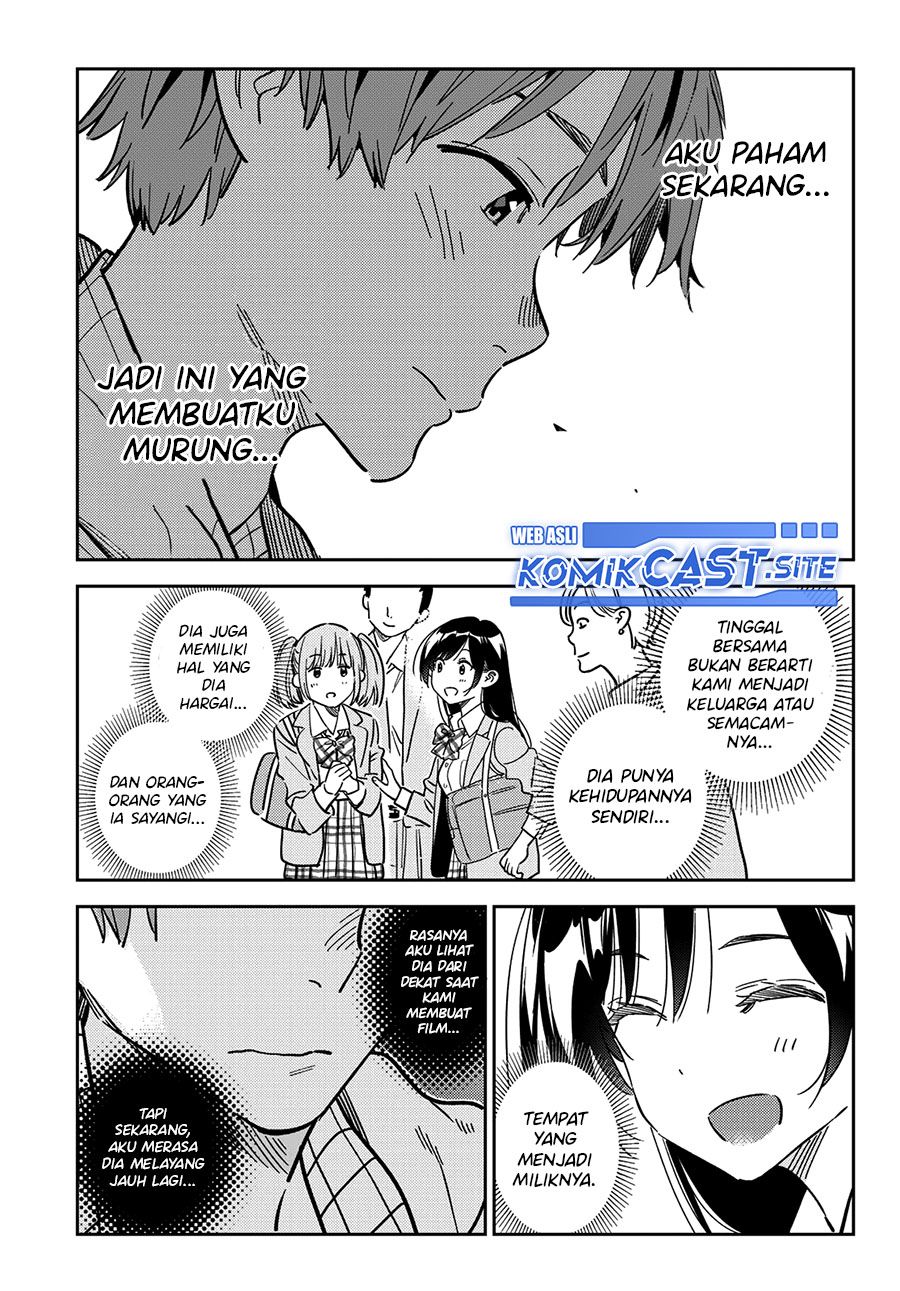 AKU PAHAM
SEKARANG...
JADI INI YANG
MEMBUATKU
MURUNG...
WEB ASLI
KOMIKCAST.SITE
TINGGAL
BERSAMA
BUKAN BERARTI
KAMI MENJADI
KELUARGA ATAU
SEMACAM-
NYA...
DIA PUNYA
KEHIDUPANNYA
SENDIRI...
DIA JUGA
MEMILIKI
HAL YANG
DIA
HARGAI...
DAN ORANG-
ORANG YANG
IA SAYANGI...
TEMPAT
YANG
MENJADI
MILIKNYA.
RASANYA
AKU LIHAT
DIA DARI
DEKAT SAAT
KAMI
MEMBUAT
FILM...
TAPI
SEKARANG,
AKU MERASA
DIA MELAYANG
JAUH LAGI...